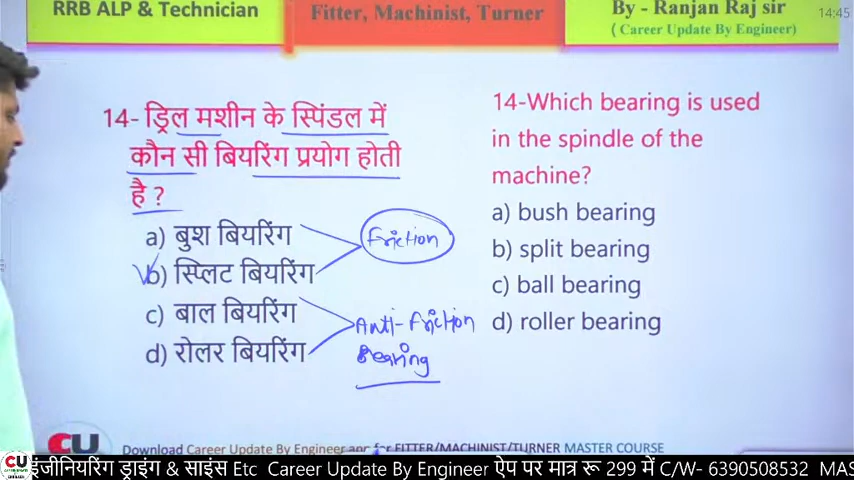 RRB ALP & Technician
Fitter, Machinist, Turner
By - Ranjan Raj sir
( Career Update By Engineer)
14:45
14- ड्रिल मशीन के स्पिंडल में
कौन सी बियरिंग प्रयोग होती
है ?
a) बुश बियरिंग
b) स्प्लिट बियरिंग
c) बाल बियरिंग
d) रोलर बियरिंग
Friction
Anti-Friction
Bearing
14-Which bearing is used
in the spindle of the
machine?
a) bush bearing
b) split bearing
c) ball bearing
d) roller bearing
CU
Download Career Update By Engineer app for FITTER/MACHINIST/TURNER MASTER COURSE
CU
इंजीनियरिंग ड्राइंग & साइंस Etc Career Update By Engineer ऐप पर मात्र रू 299 में C/W- 6390508532 MAS